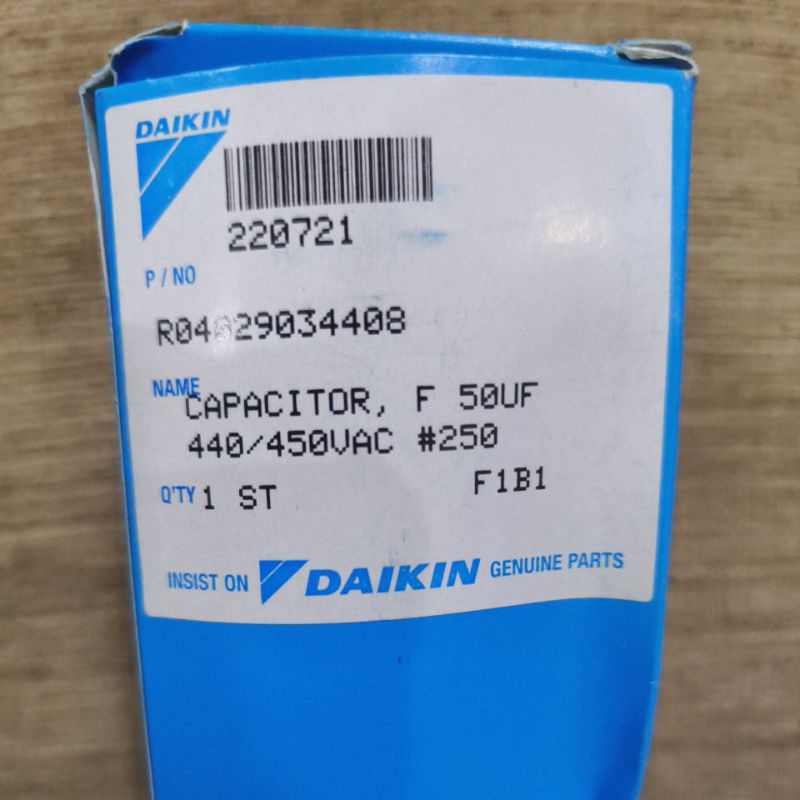 DAIKIN
220721
P/NO
R04029034408
NAME
CAPACITOR, F 50UF
440/450VAC #250
Q'TY 1 ST F1B1
INSIST ON DAIKIN GENUINE PARTS